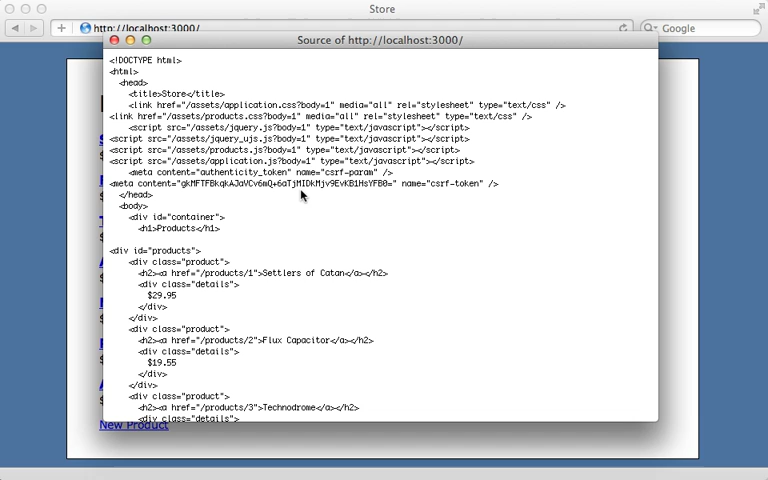 Store
http://localhost:3000/
Google
Source of http://localhost:3000/
<!DOCTYPE html>
<html>
<head>
<title>Store</title>
<link href="/assets/application.css?body=1" media="all" rel="stylesheet" type="text/css" />
<link href="/assets/products.css?body=1" media="all" rel="stylesheet" type="text/css" />
<script src="/assets/jquery.js?body=1" type="text/javascript"></script>
<script src="/assets/jquery_ujs.js?body=1" type="text/javascript"></script>
<script src="/assets/products.js?body=1" type="text/javascript"></script>
<script src="/assets/application.js?body=1" type="text/javascript"></script>
<meta content="authenticity_token" name="csrf-param" />
<meta content="gkMFTFBkqkAJaVCv6mQ+6aTjMIDkMjv9EvKB1HsYFB0=" name="csrf-token" />
</head>
<body>
<div id="container">
<h1>Products</h1>
<div id="products">
<div class="product">
<h2><a href="/products/1">Settlers of Catan</a></h2>
<div class="details">
$29.95
</div>
</div>
<div class="product">
<h2><a href="/products/2">Flux Capacitor</a></h2>
<div class="details">
$19.55
</div>
</div>
<div class="product">
<h2><a href="/products/3">Technodrome</a></h2>
<div class="details">
New Product